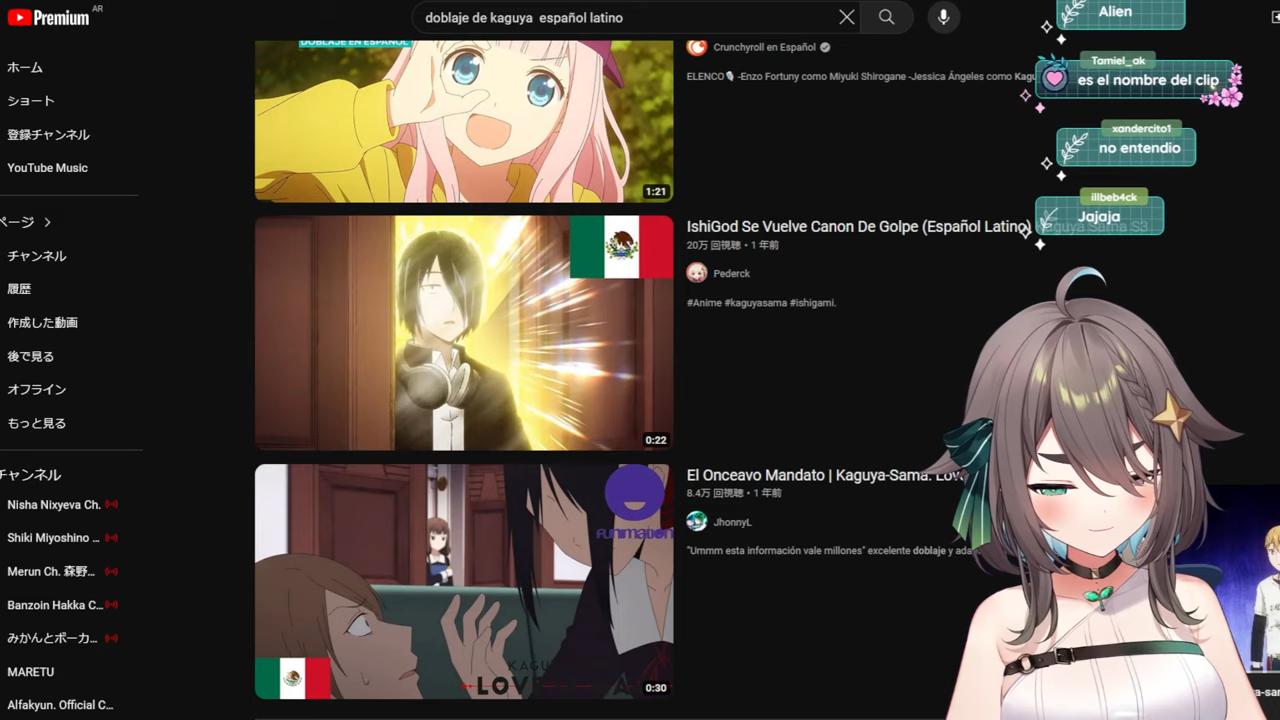 Premium AR
doblaje de kaguya español latino
ホーム
ショート
登録チャンネル
YouTube Music
ページ
チャンネル
履歴
作成した動画
後で見る
オフライン
もっと見る
チャンネル
Nisha Nixyeva Ch.
Shiki Miyoshino ...
Merun Ch. 森野...
Banzoin Hakka C...
みかんとポーカ...
MARETU
Alfakyun. Official C...
DOBLAJE EN ESPAÑOL
1:21
Crunchyroll en Español
ELENCO🎙 -Enzo Fortuny como Miyuki Shirogane -Jessica Ángeles como Kagu
0:22
IshiGod Se Vuelve Canon De Golpe (Español Latino) Kaguya Sama S3
20万 回視聴・1 年前
Pederck
#Anime #kaguyasama #ishigami.
FUNIMATION
LOVE
0:30
El Onceavo Mandato | Kaguya-Sama: Love
8.4万 回視聴・1 年前
JhonnyL
"Ummm esta información vale millones" excelente doblaje y ada
Alien
Tamiel_ak
es el nombre del clip
xandercito1
no entendio
illbeb4ck
Jajaja